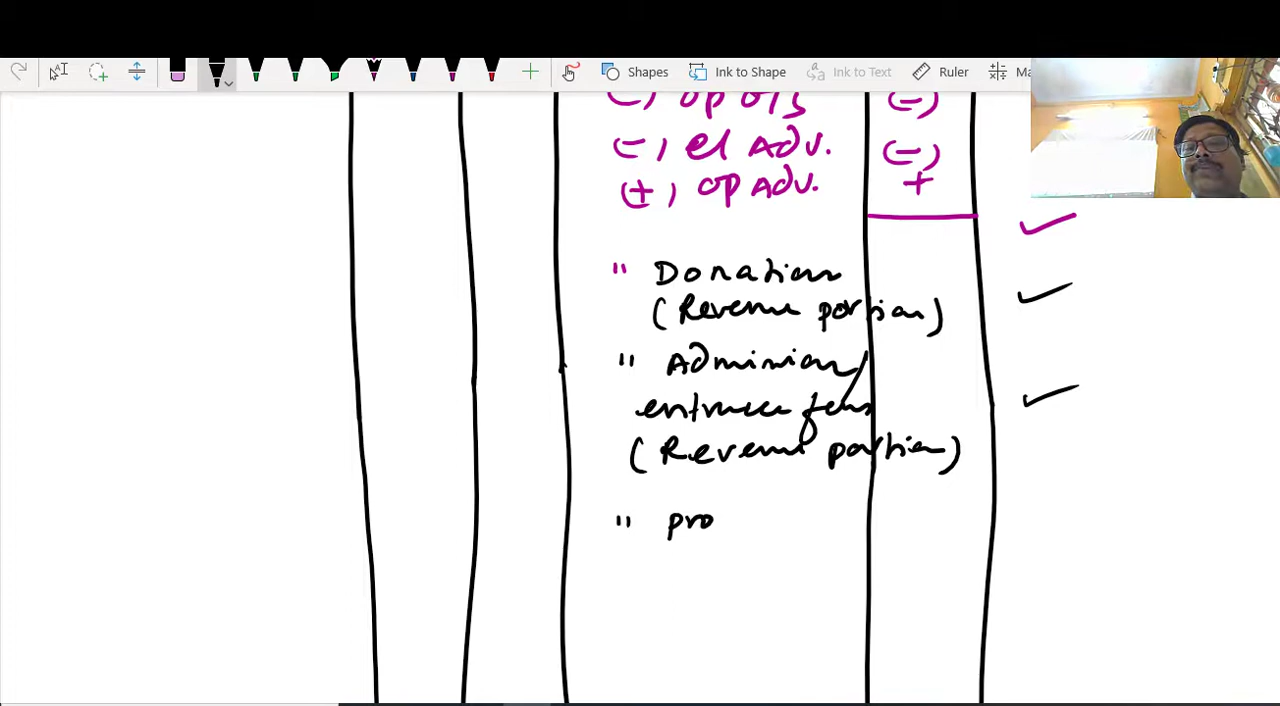 Shapes Ink to Shape Ink to Text Ruler Ma
(-) op o/s (-)
(-) cl Adv. (-)
(+) op Adv. +
" Donation
(Revenue portion)
" Admission/
entrance fees
(Revenue portion)
" pro